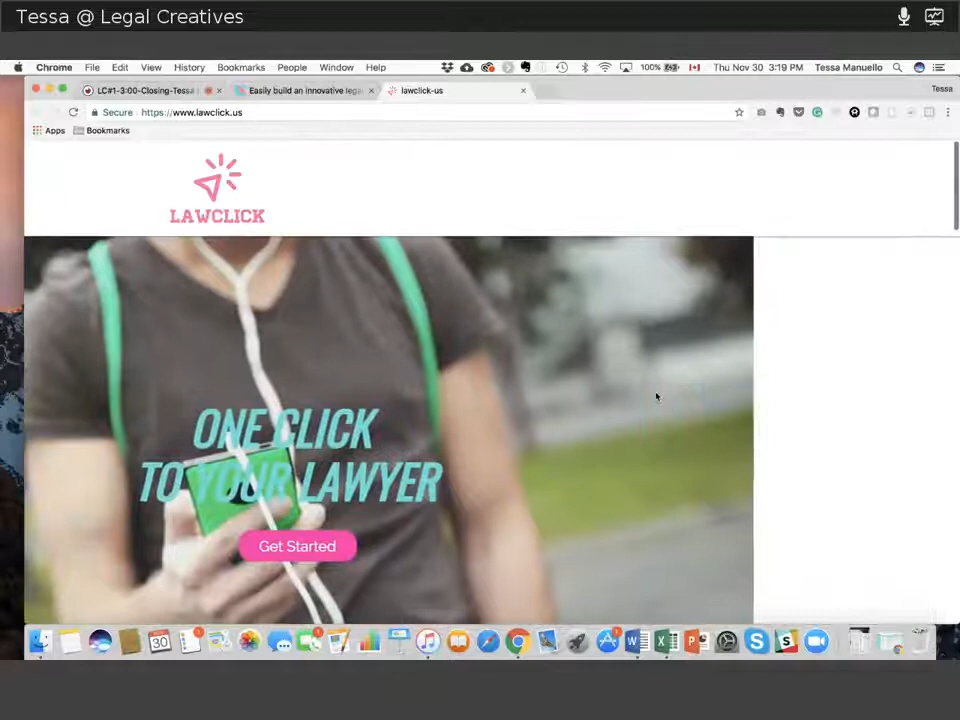 Tessa @ Legal Creatives
Chrome File Edit View History Bookmarks People Window Help 100% Thu Nov 30 3:19 PM Tessa Manuello
LC#1-3:00-Closing-Tessa
Easily build an innovative lega
lawclick-us
Tessa
Secure https://www.lawclick.us
Apps Bookmarks
LAWCLICK
ONE CLICK
TO YOUR LAWYER
Get Started
30